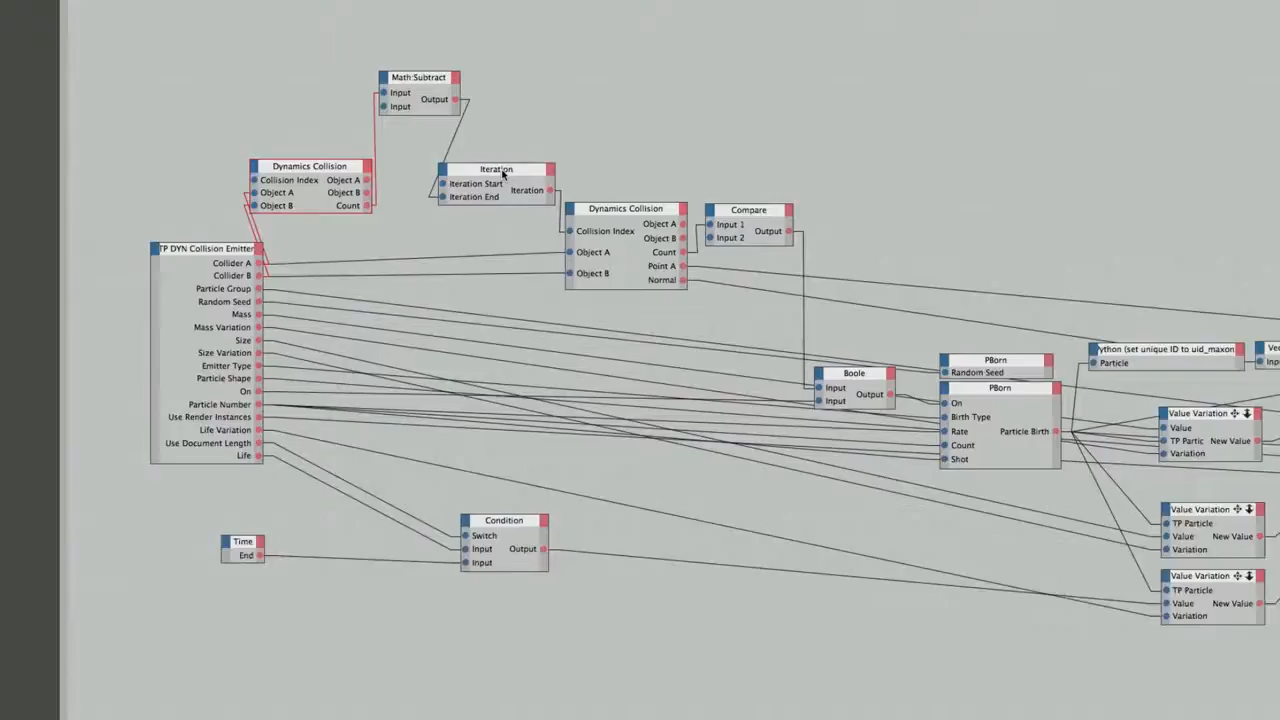 Math:Subtract
Input
Input
Output
Dynamics Collision
Collision Index
Object A
Object B
Object A
Object B
Count
Iteration
Iteration Start
Iteration End
Iteration
Dynamics Collision
Collision Index
Object A
Object B
Object A
Object B
Count
Point A
Normal
Compare
Input 1
Input 2
Output
TP DYN Collision Emitter
Collider A
Collider B
Particle Group
Random Seed
Mass
Mass Variation
Size
Size Variation
Emitter Type
Particle Shape
On
Particle Number
Use Render Instances
Life Variation
Use Document Length
Life
Time
End
Condition
Switch
Input
Input
Output
Boole
Input
Input
Output
PBorn
Random Seed
PBorn
On
Birth Type
Rate
Count
Shot
Particle Birth
ython (set unique ID to uid_maxon
Particle
Vec
Inp
Value Variation
Value
TP Partic
Variation
New Value
Value Variation
TP Particle
Value
Variation
New Value
Value Variation
TP Particle
Value
Variation
New Value